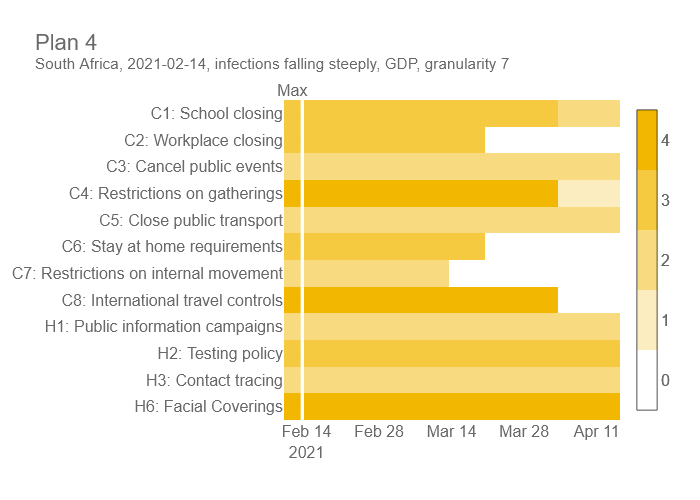 Plan 4
South Africa, 2021-02-14, infections falling steeply, GDP, granularity 7
Max
C1: School closing
C2: Workplace closing
C3: Cancel public events
C4: Restrictions on gatherings
C5: Close public transport
C6: Stay at home requirements
C7: Restrictions on internal movement
C8: International travel controls
H1: Public information campaigns
H2: Testing policy
H3: Contact tracing
H6: Facial Coverings
Feb 14 Feb 28 Mar 14 Mar 28 Apr 11
2021
4
3
2
1
0